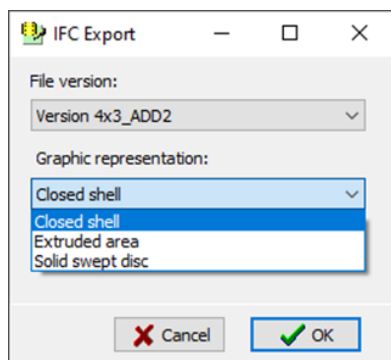 IFC Export
File version:
Version 4x3_ADD2
Graphic representation:
Closed shell
Closed shell
Extruded area
Solid swept disc
Cancel
OK